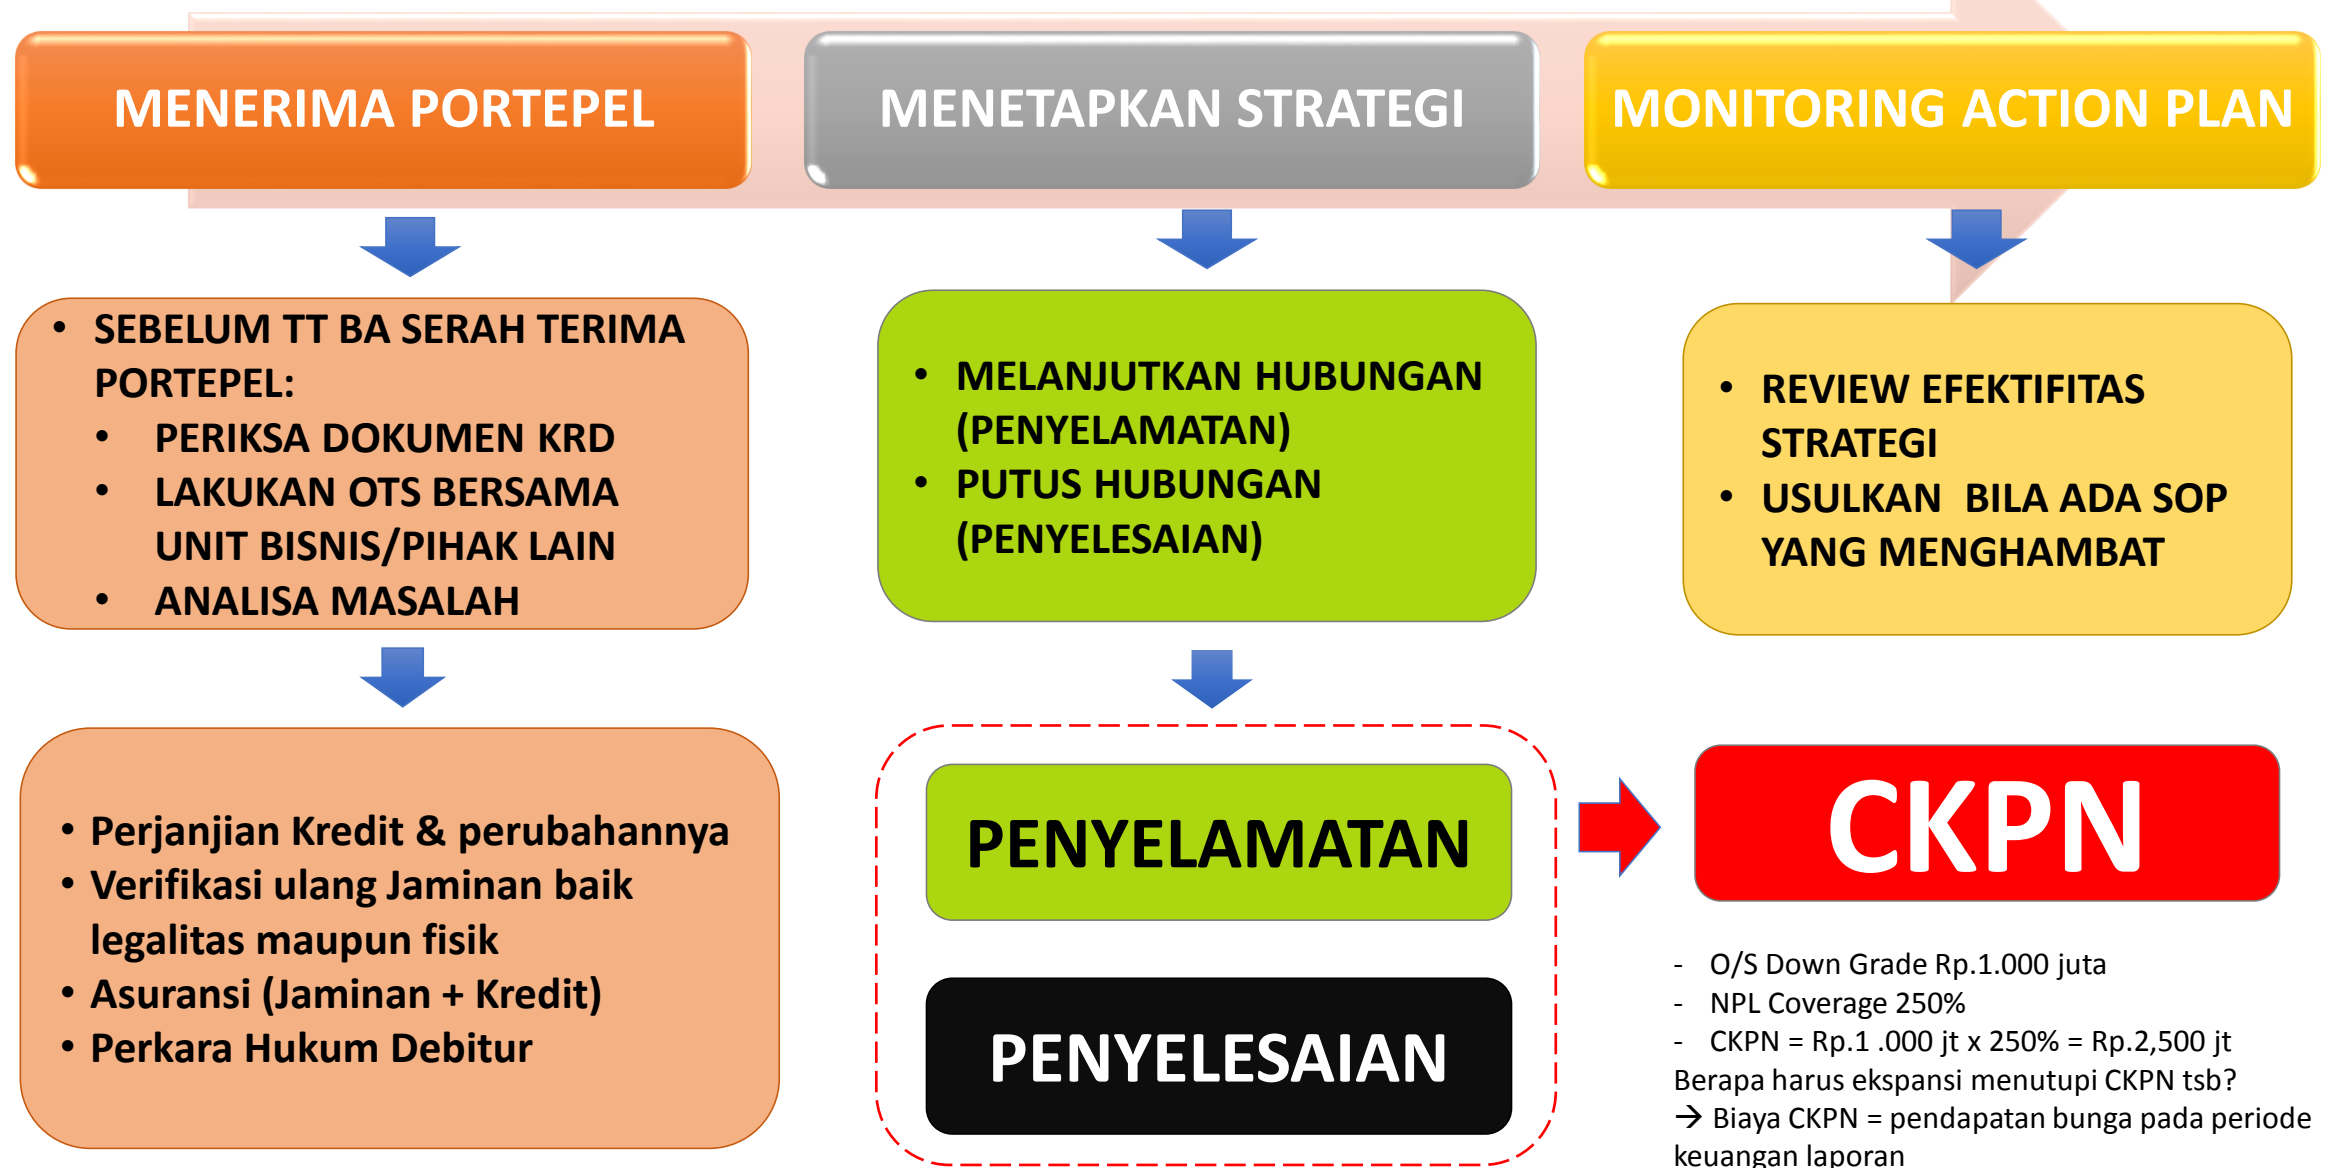 MENERIMA PORTEPEL
MENETAPKAN STRATEGI
MONITORING ACTION PLAN
• SEBELUM TT BA SERAH TERIMA
PORTEPEL:
• PERIKSA DOKUMEN KRD
• LAKUKAN OTS BERSAMA
UNIT BISNIS/PIHAK LAIN
• ANALISA MASALAH
• MELANJUTKAN HUBUNGAN
(PENYELAMATAN)
• PUTUS HUBUNGAN
(PENYELESAIAN)
• REVIEW EFEKTIFITAS
STRATEGI
• USULKAN BILA ADA SOP
YANG MENGHAMBAT
• Perjanjian Kredit & perubahannya
• Verifikasi ulang Jaminan baik
legalitas maupun fisik
• Asuransi (Jaminan + Kredit)
• Perkara Hukum Debitur
PENYELAMATAN
PENYELESAIAN
CKPN
- O/S Down Grade Rp.1.000 juta
- NPL Coverage 250%
- CKPN = Rp.1 .000 jt x 250% = Rp.2,500 jt
Berapa harus ekspansi menutupi CKPN tsb?
→ Biaya CKPN = pendapatan bunga pada periode
keuangan laporan